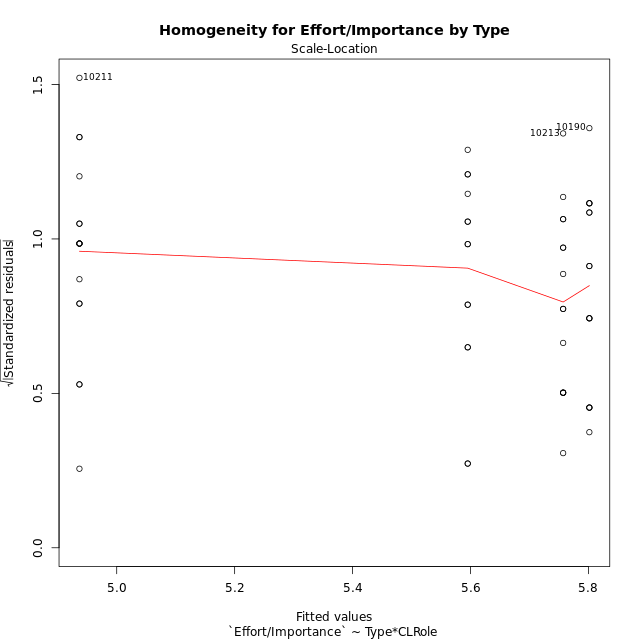 Homogeneity for Effort/Importance by Type
Scale-Location
√|Standardized residuals|
1.5
1.0
0.5
0.0
10211
10190
10213
5.0 5.2 5.4 5.6 5.8
Fitted values
`Effort/Importance` ~ Type*CLRole